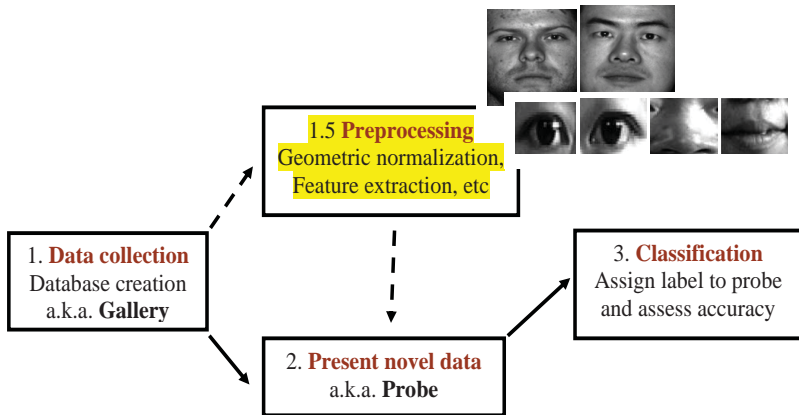 1.5 Preprocessing
Geometric normalization,
Feature extraction, etc
1. Data collection
Database creation
a.k.a. Gallery
2. Present novel data
a.k.a. Probe
3. Classification
Assign label to probe
and assess accuracy